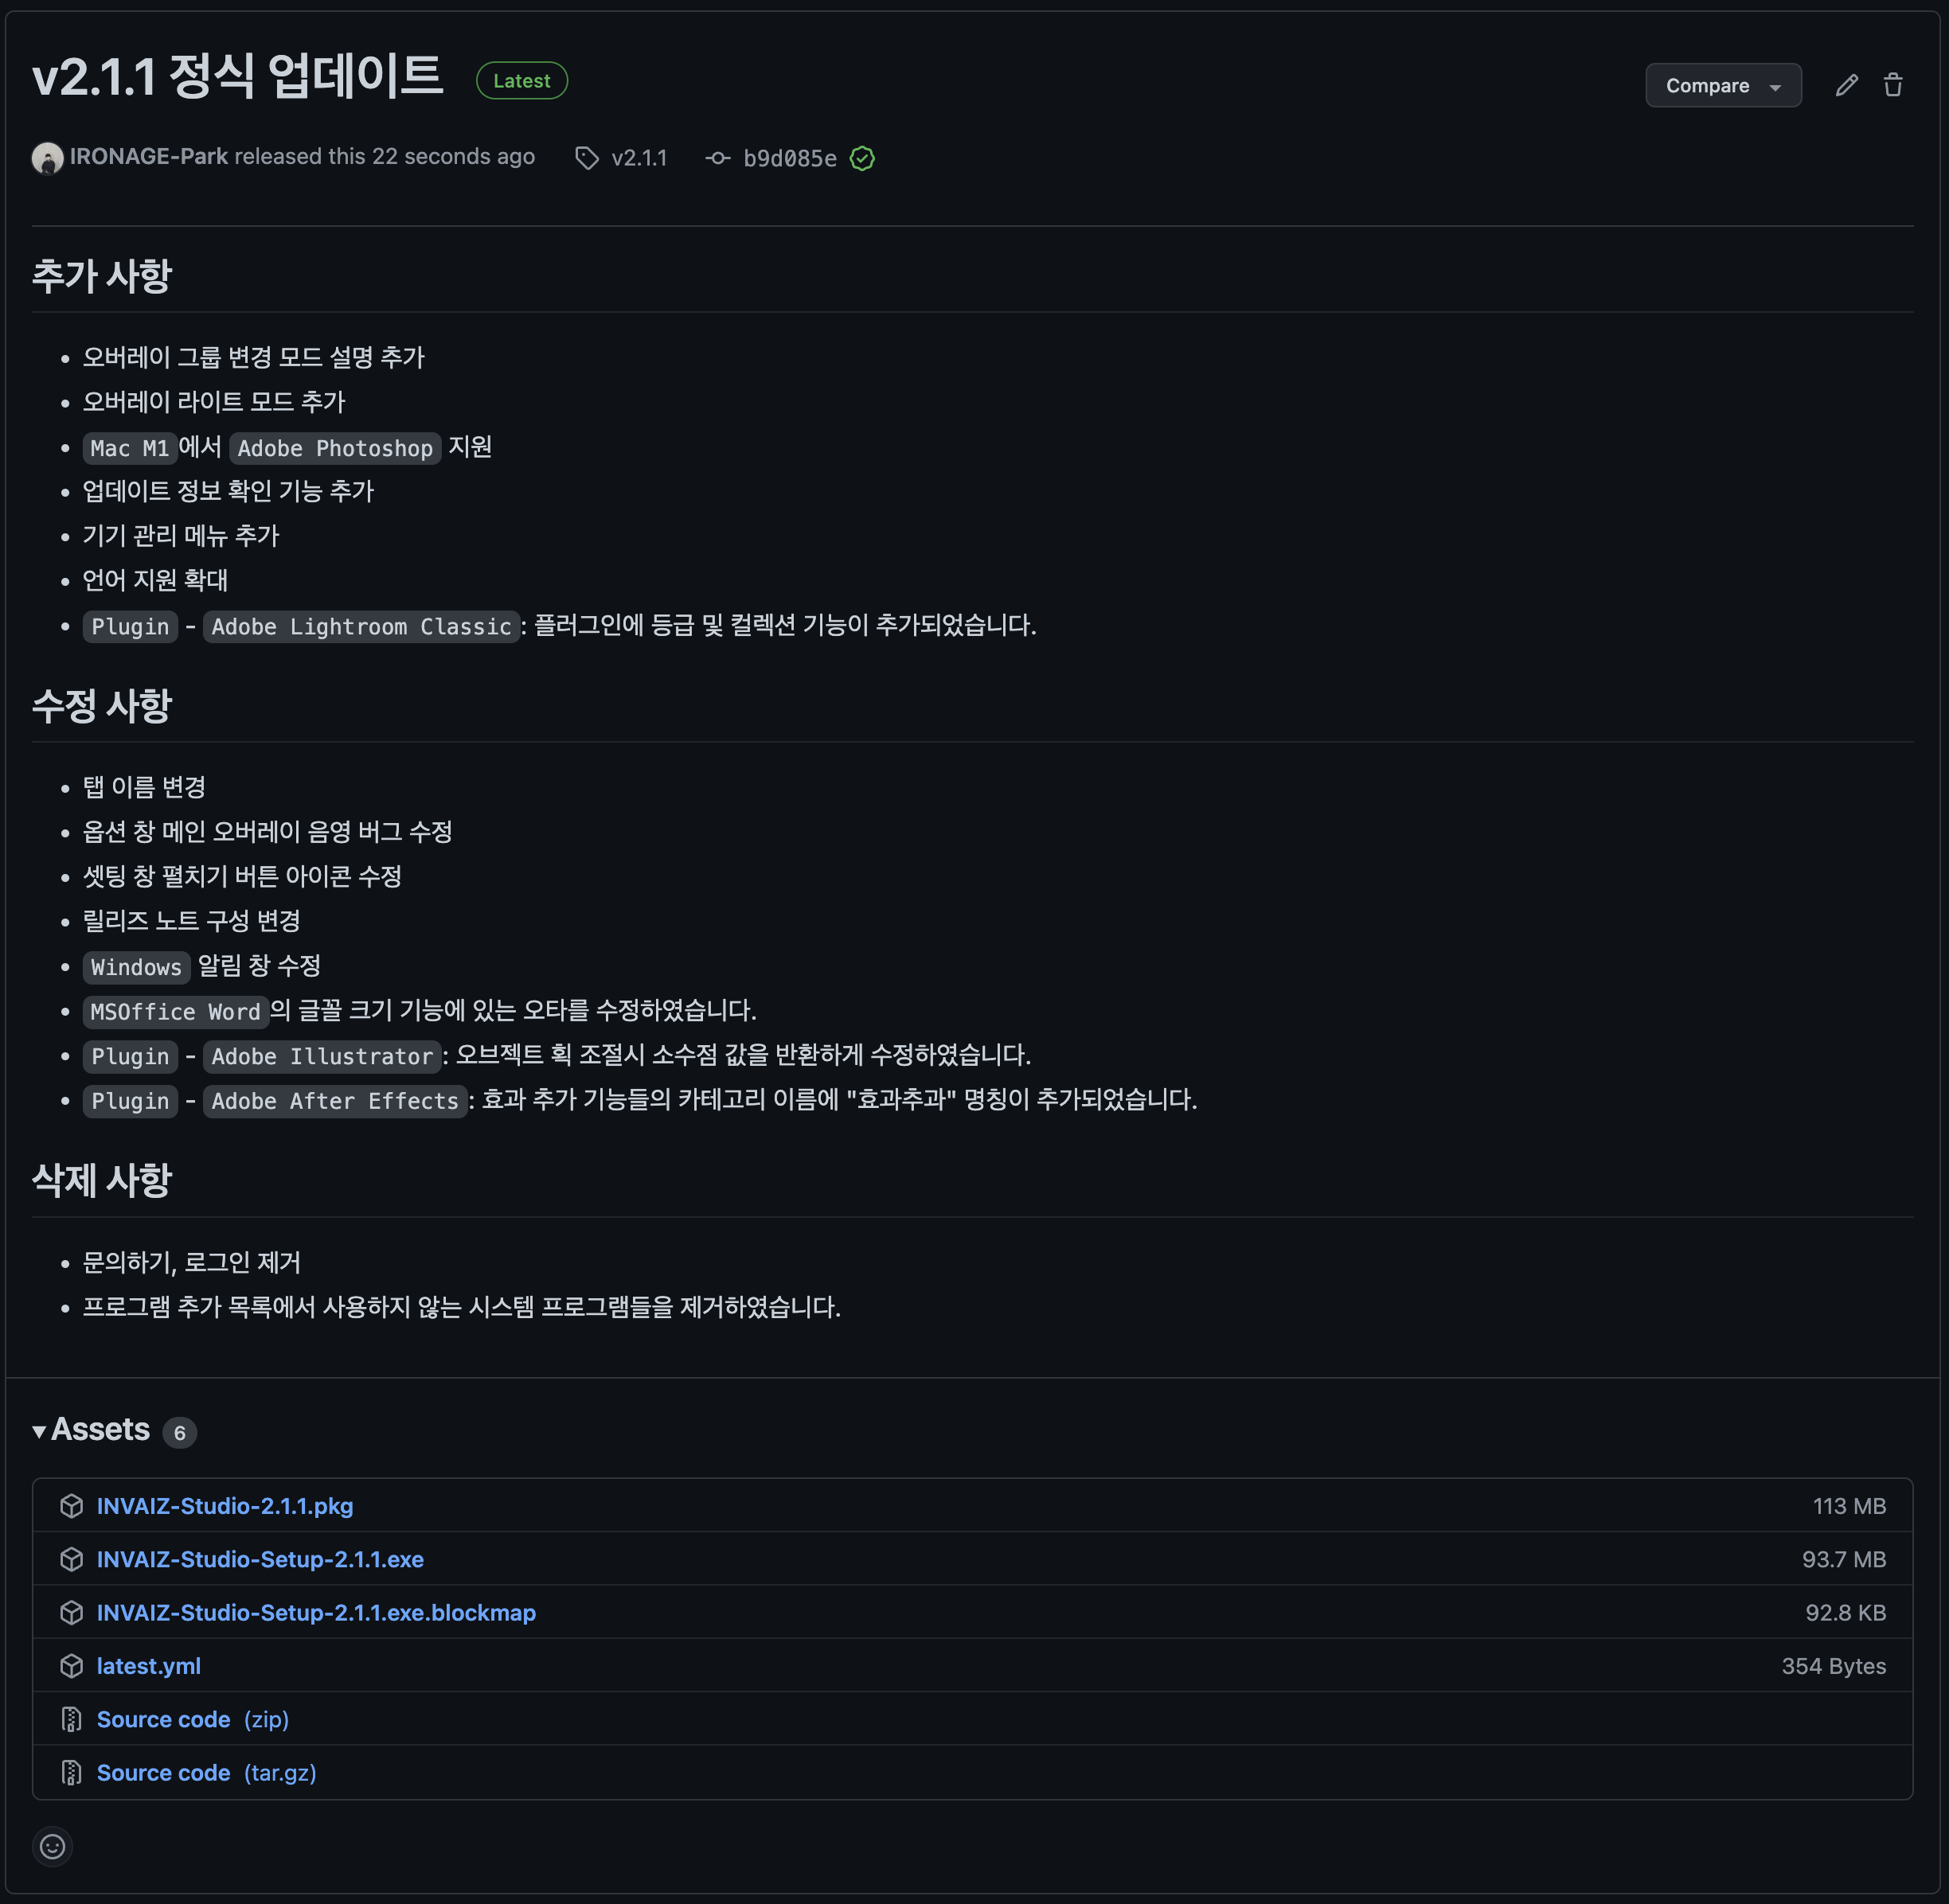 v2.1.1 정식 업데이트 Latest
Compare
IRONAGE-Park released this 22 seconds ago v2.1.1 b9d085e
추가 사항
오버레이 그룹 변경 모드 설명 추가
오버레이 라이트 모드 추가
Mac M1에서 Adobe Photoshop 지원
업데이트 정보 확인 기능 추가
기기 관리 메뉴 추가
언어 지원 확대
Plugin - Adobe Lightroom Classic: 플러그인에 등급 및 컬렉션 기능이 추가되었습니다.
수정 사항
탭 이름 변경
옵션 창 메인 오버레이 음영 버그 수정
셋팅 창 펼치기 버튼 아이콘 수정
릴리즈 노트 구성 변경
Windows 알림 창 수정
MSOffice Word의 글꼴 크기 기능에 있는 오타를 수정하였습니다.
Plugin - Adobe Illustrator: 오브젝트 획 조절시 소수점 값을 반환하게 수정하였습니다.
Plugin - Adobe After Effects: 효과 추가 기능들의 카테고리 이름에 "효과추과" 명칭이 추가되었습니다.
삭제 사항
문의하기, 로그인 제거
프로그램 추가 목록에서 사용하지 않는 시스템 프로그램들을 제거하였습니다.
Assets 6
INVAIZ-Studio-2.1.1.pkg 113 MB
INVAIZ-Studio-Setup-2.1.1.exe 93.7 MB
INVAIZ-Studio-Setup-2.1.1.exe.blockmap 92.8 KB
latest.yml 354 Bytes
Source code (zip)
Source code (tar.gz)